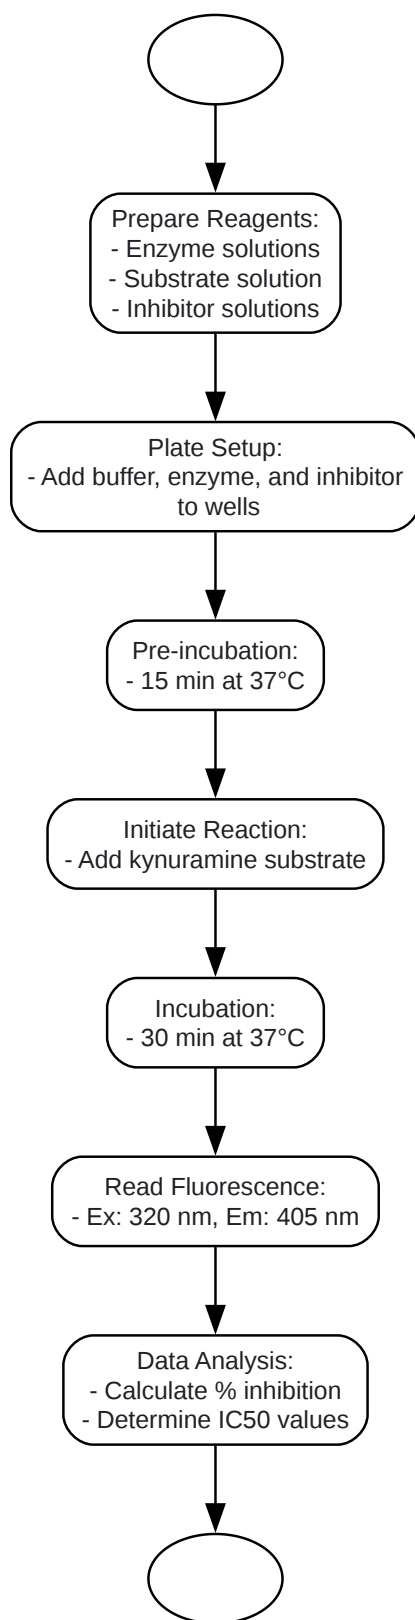 Prepare Reagents:
- Enzyme solutions
- Substrate solution
- Inhibitor solutions
Plate Setup:
- Add buffer, enzyme, and inhibitor
to wells
Pre-incubation:
- 15 min at 37°C
Initiate Reaction:
- Add kynuramine substrate
Incubation:
- 30 min at 37°C
Read Fluorescence:
- Ex: 320 nm, Em: 405 nm
Data Analysis:
- Calculate % inhibition
- Determine IC50 values